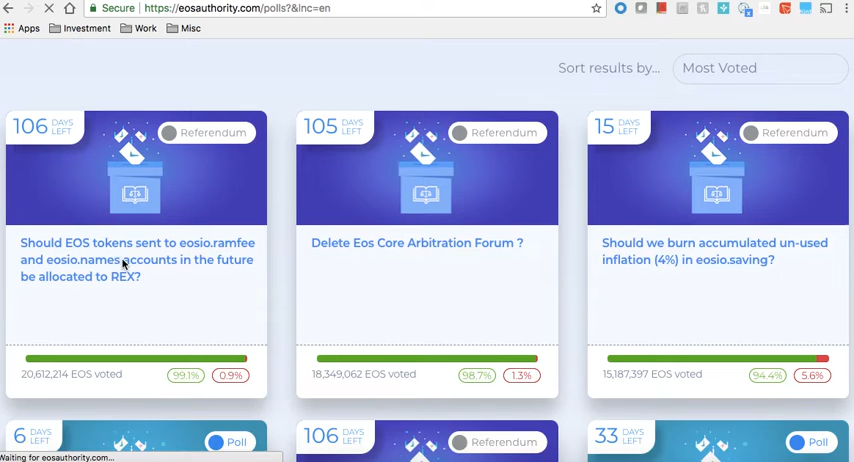 Secure https://eosauthority.com/polls?&lnc=en
Apps Investment Work Misc
Sort results by... Most Voted
106 DAYS LEFT
Referendum
Should EOS tokens sent to eosio.ramfee
and eosio.names accounts in the future
be allocated to REX?
20,612,214 EOS voted 99.1% 0.9%
105 DAYS LEFT
Referendum
Delete Eos Core Arbitration Forum ?
18,349,062 EOS voted 98.7% 1.3%
15 DAYS LEFT
Referendum
Should we burn accumulated un-used
inflation (4%) in eosio.saving?
15,187,397 EOS voted 94.4% 5.6%
6 DAYS LEFT
Poll
106 DAYS LEFT
Referendum
33 DAYS LEFT
Poll
Waiting for eosauthority.com...